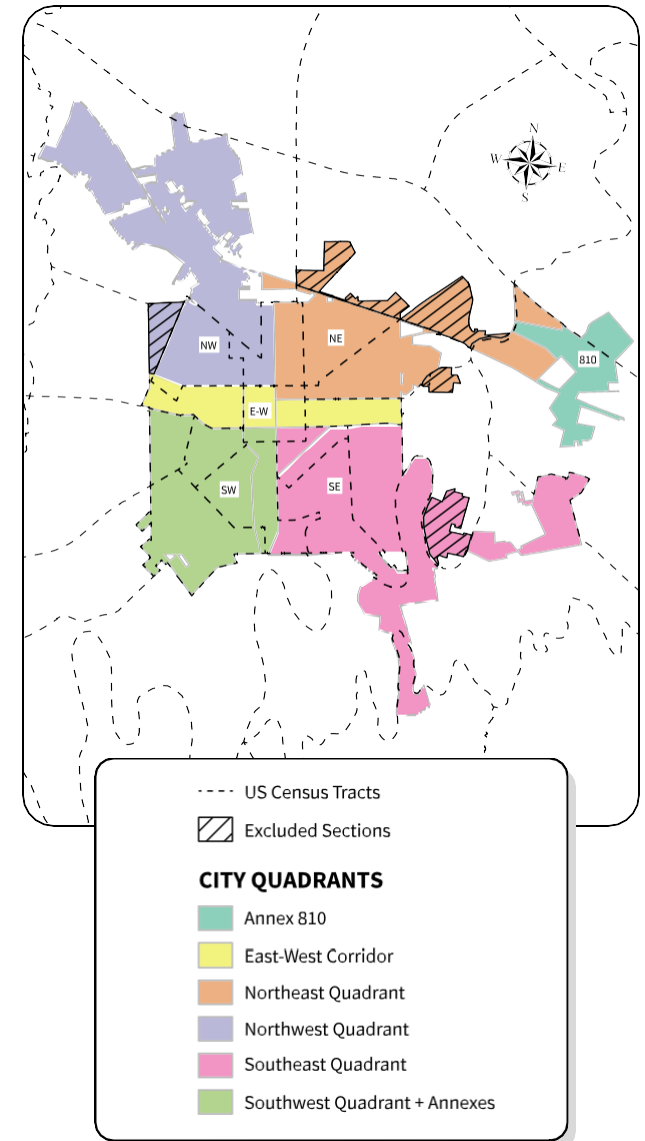 N
W
E
S
NW
NE
810
E-W
SW
SE
US Census Tracts
Excluded Sections
CITY QUADRANTS
Annex 810
East-West Corridor
Northeast Quadrant
Northwest Quadrant
Southeast Quadrant
Southwest Quadrant + Annexes